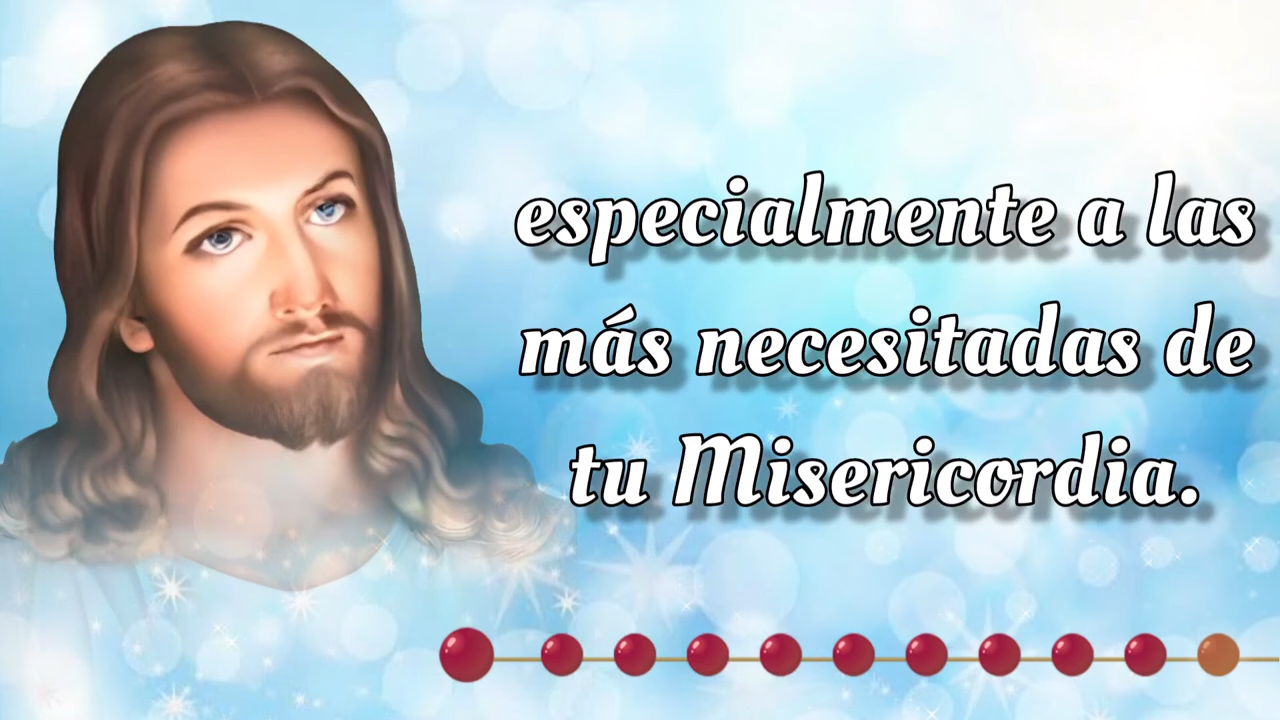 especialmente a las
más necesitadas de
tu Misericordia.